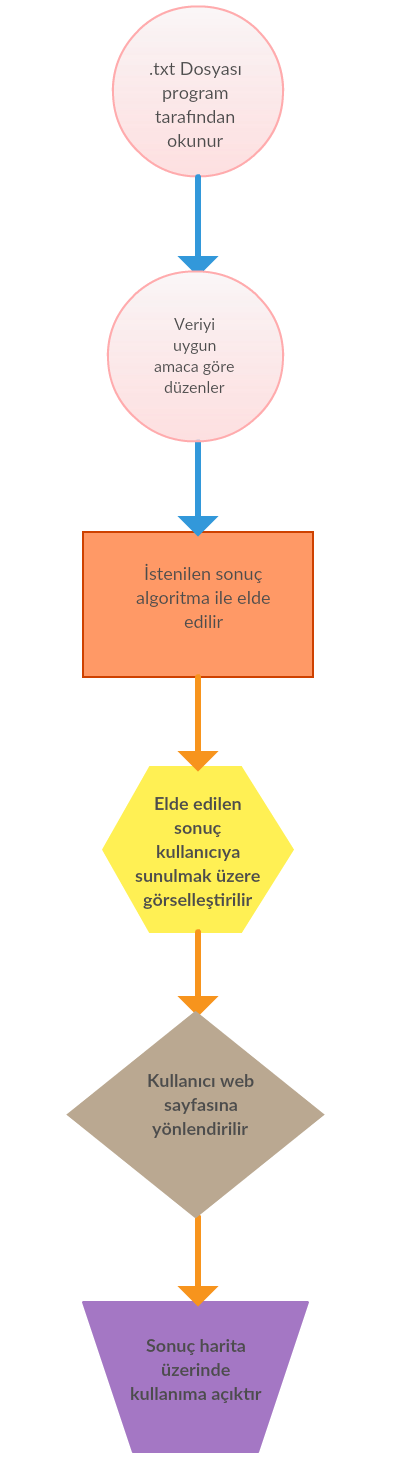 .txt Dosyası
program
tarafından
okunur
Veriyi
uygun
amaca göre
düzenler
İstenilen sonuç
algoritma ile elde
edilir
Elde edilen
sonuç
kullanıcıya
sunulmak üzere
görselleştirilir
Kullanıcı web
sayfasına
yönlendirilir
Sonuç harita
üzerinde
kullanıma açıktır